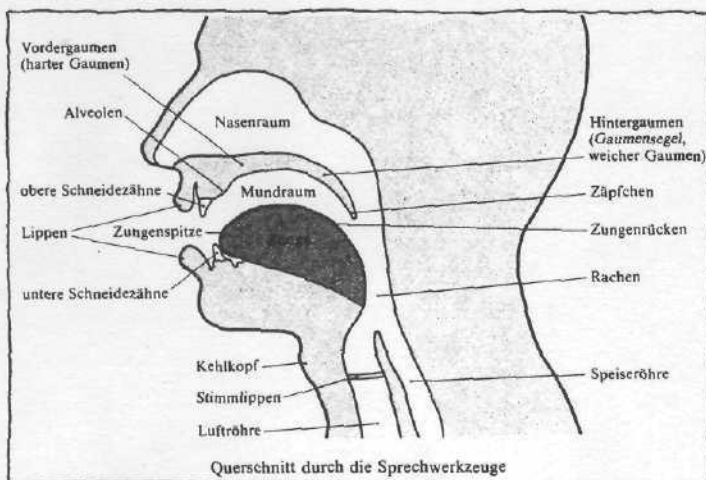 Vordergaumen
(harter Gaumen)
Alveolen
Nasenraum
Hintergaumen
(Gaumensegel,
weicher Gaumen)
obere Schneidezähne
Mundraum
Zäpfchen
Lippen
Zungenspitze
Zungenrücken
untere Schneidezähne
Rachen
Kehlkopf
Stimmlippen
Speiseröhre
Luftröhre
Querschnitt durch die Sprechwerkzeuge